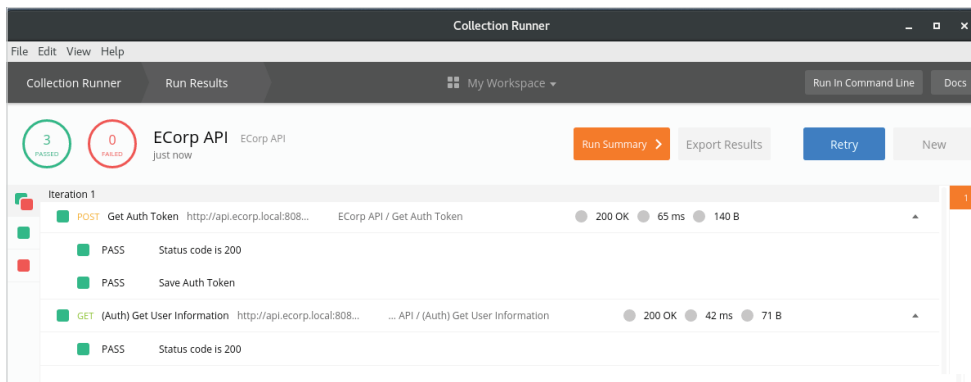 Collection Runner
File Edit View Help
Collection Runner Run Results My Workspace Run In Command Line Docs
3 PASSED 0 FAILED ECorp API ECorp API just now Run Summary Export Results Retry New
Iteration 1 1
POST Get Auth Token http://api.ecorp.local:808... ECorp API / Get Auth Token 200 OK 65 ms 140 B
PASS Status code is 200
PASS Save Auth Token
GET (Auth) Get User Information http://api.ecorp.local:808... ... API / (Auth) Get User Information 200 OK 42 ms 71 B
PASS Status code is 200